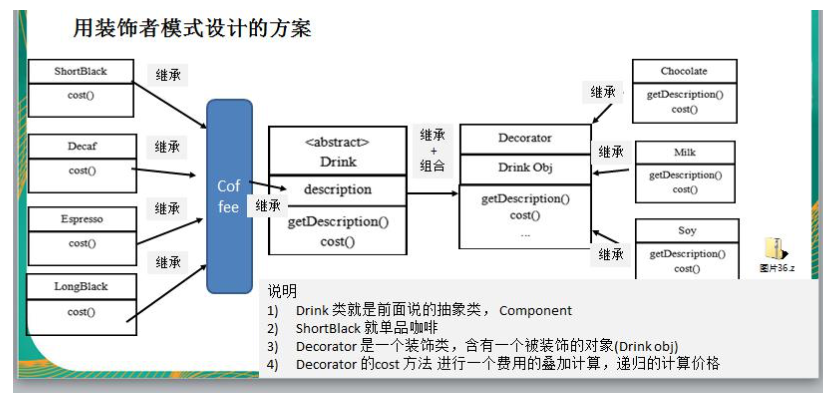 用装饰者模式设计的方案
ShortBlack
cost()
继承
Decaf
cost()
继承
Espresso
cost()
继承
LongBlack
cost()
继承
Cof
fee
继承
<abstract>
Drink
description
getDescription()
cost()
继承
+
组合
Decorator
Drink Obj
getDescription()
cost()
...
继承
Chocolate
getDescription()
cost()
继承
Milk
getDescription()
cost()
继承
Soy
getDescription()
cost()
图片36.z
说明
1) Drink 类就是前面说的抽象类， Component
2) ShortBlack 就单品咖啡
3) Decorator 是一个装饰类，含有一个被装饰的对象(Drink obj)
4) Decorator 的cost 方法 进行一个费用的叠加计算，递归的计算价格